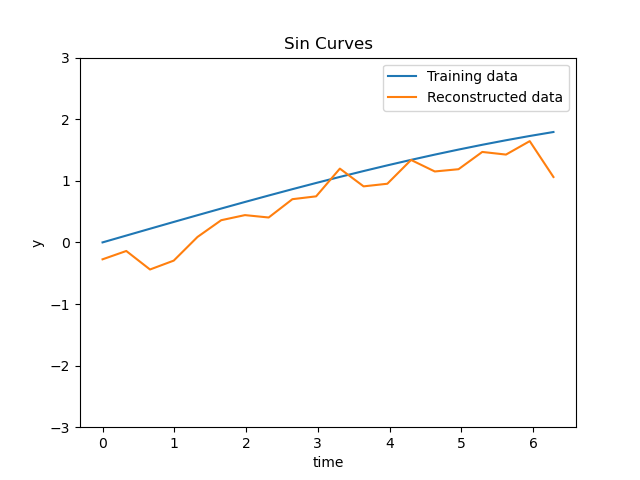 Sin Curves
Training data
Reconstructed data
3
2
1
0
−1
−2
−3
y
0 1 2 3 4 5 6
time